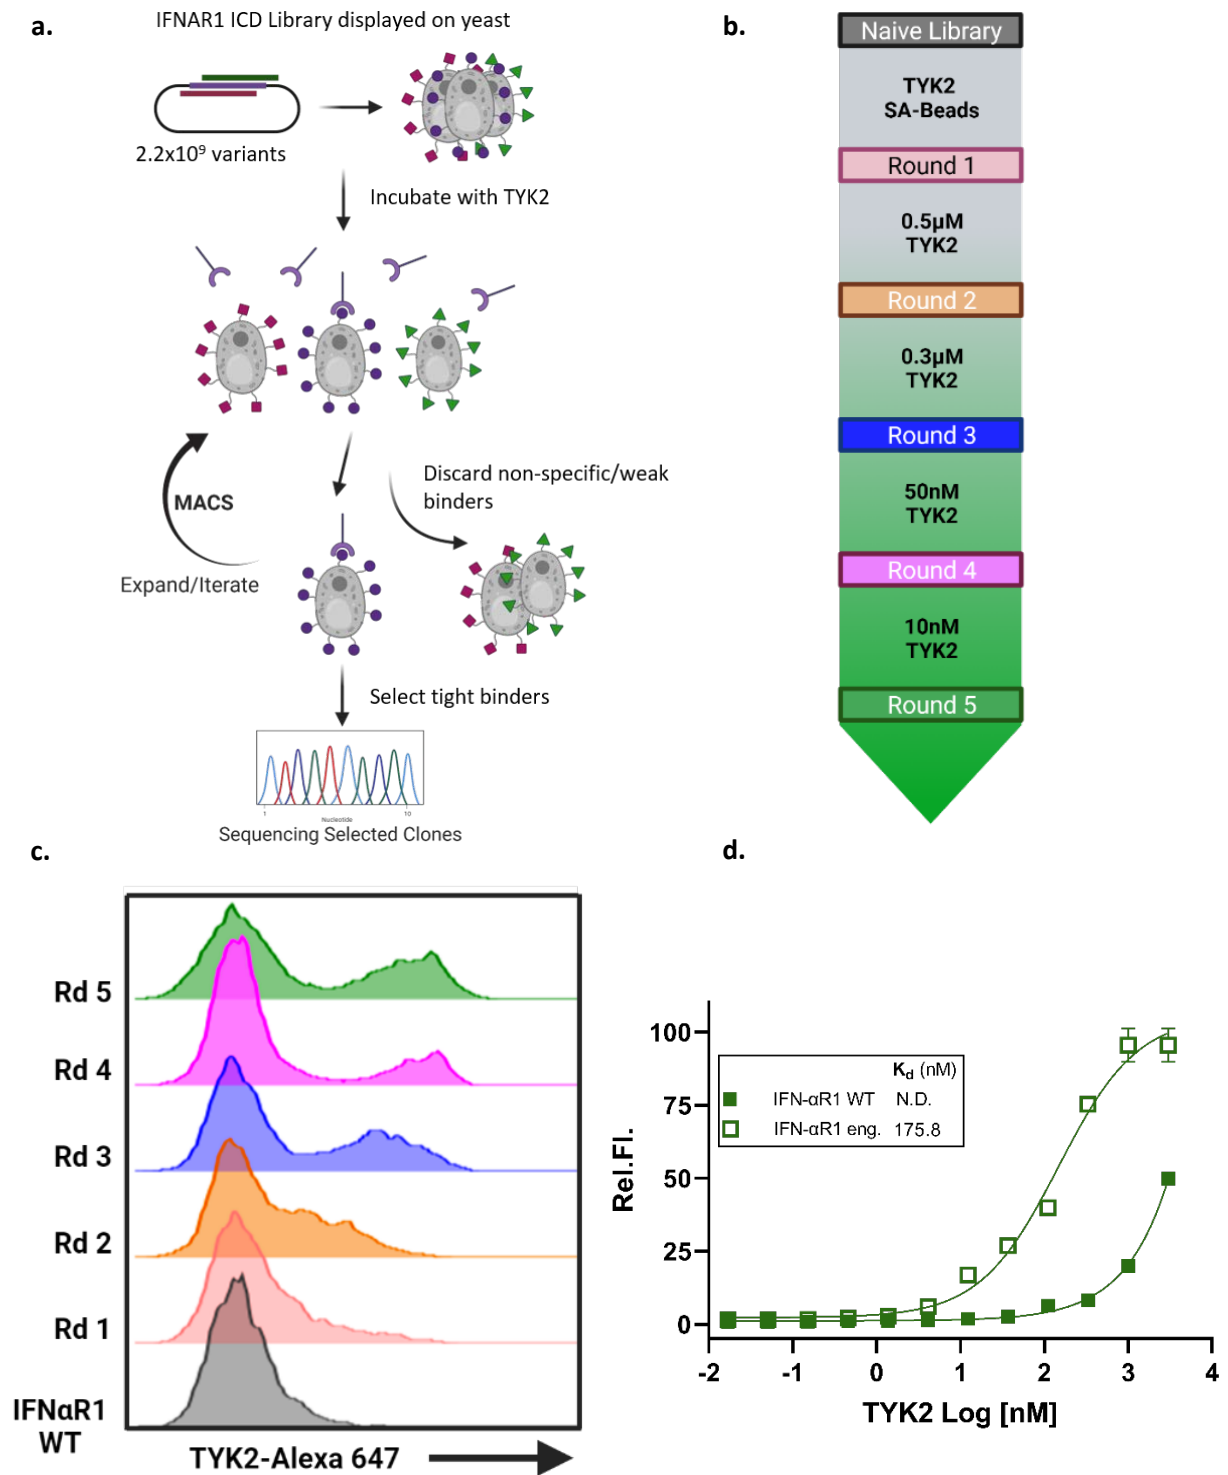 a.
IFNAR1 ICD Library displayed on yeast
2.2x10⁹ variants
Incubate with TYK2
MACS
Expand/Iterate
Discard non-specific/weak
binders
Select tight binders
1
Nucleotide
10
Sequencing Selected Clones
b.
Naive Library
TYK2
SA-Beads
Round 1
0.5µM
TYK2
Round 2
0.3µM
TYK2
Round 3
50nM
TYK2
Round 4
10nM
TYK2
Round 5
c.
Rd 5
Rd 4
Rd 3
Rd 2
Rd 1
IFNαR1
WT
TYK2-Alexa 647
d.
Rel.Fl.
100
75
50
25
0
Kd (nM)
IFN-αR1 WT N.D.
IFN-αR1 eng. 175.8
-2 -1 0 1 2 3 4
TYK2 Log [nM]